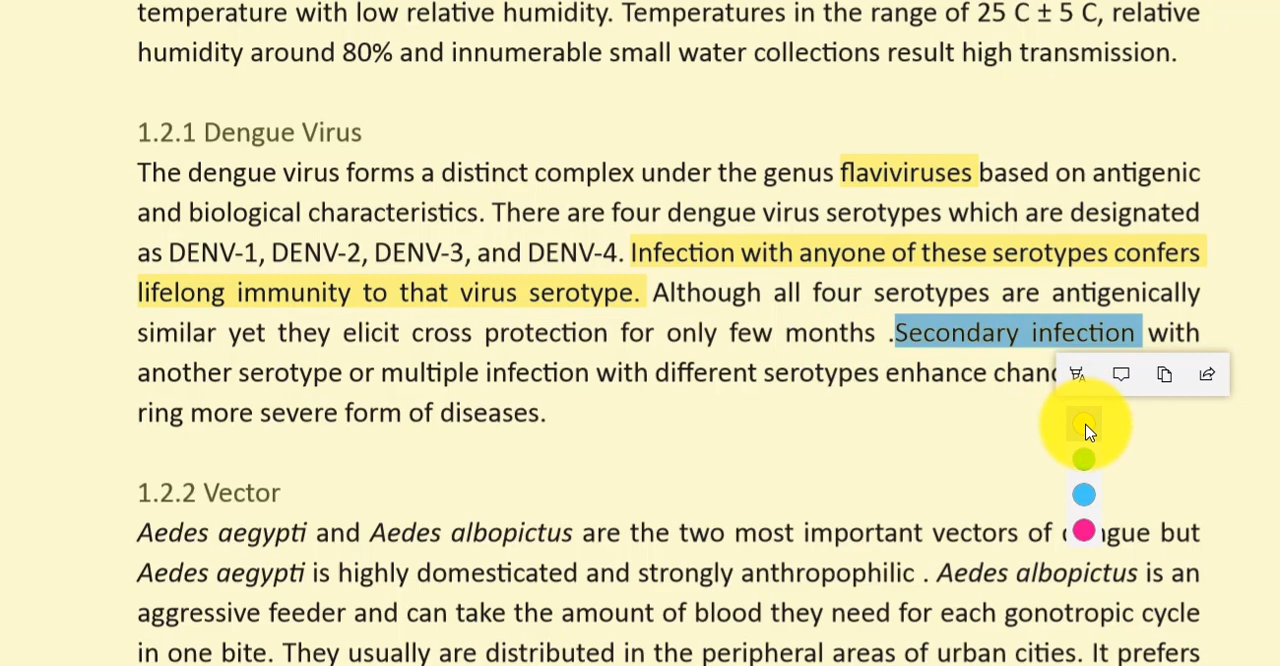 temperature with low relative humidity. Temperatures in the range of 25 C ± 5 C, relative
humidity around 80% and innumerable small water collections result high transmission.
1.2.1 Dengue Virus
The dengue virus forms a distinct complex under the genus flaviviruses based on antigenic
and biological characteristics. There are four dengue virus serotypes which are designated
as DENV-1, DENV-2, DENV-3, and DENV-4. Infection with anyone of these serotypes confers
lifelong immunity to that virus serotype. Although all four serotypes are antigenically
similar yet they elicit cross protection for only few months .Secondary infection with
another serotype or multiple infection with different serotypes enhance
ring more severe form of diseases.
1.2.2 Vector
Aedes aegypti and Aedes albopictus are the two most important vectors of but
Aedes aegypti is highly domesticated and strongly anthropophilic . Aedes albopictus is an
aggressive feeder and can take the amount of blood they need for each gonotropic cycle
in one bite. They usually are distributed in the peripheral areas of urban cities. It prefers